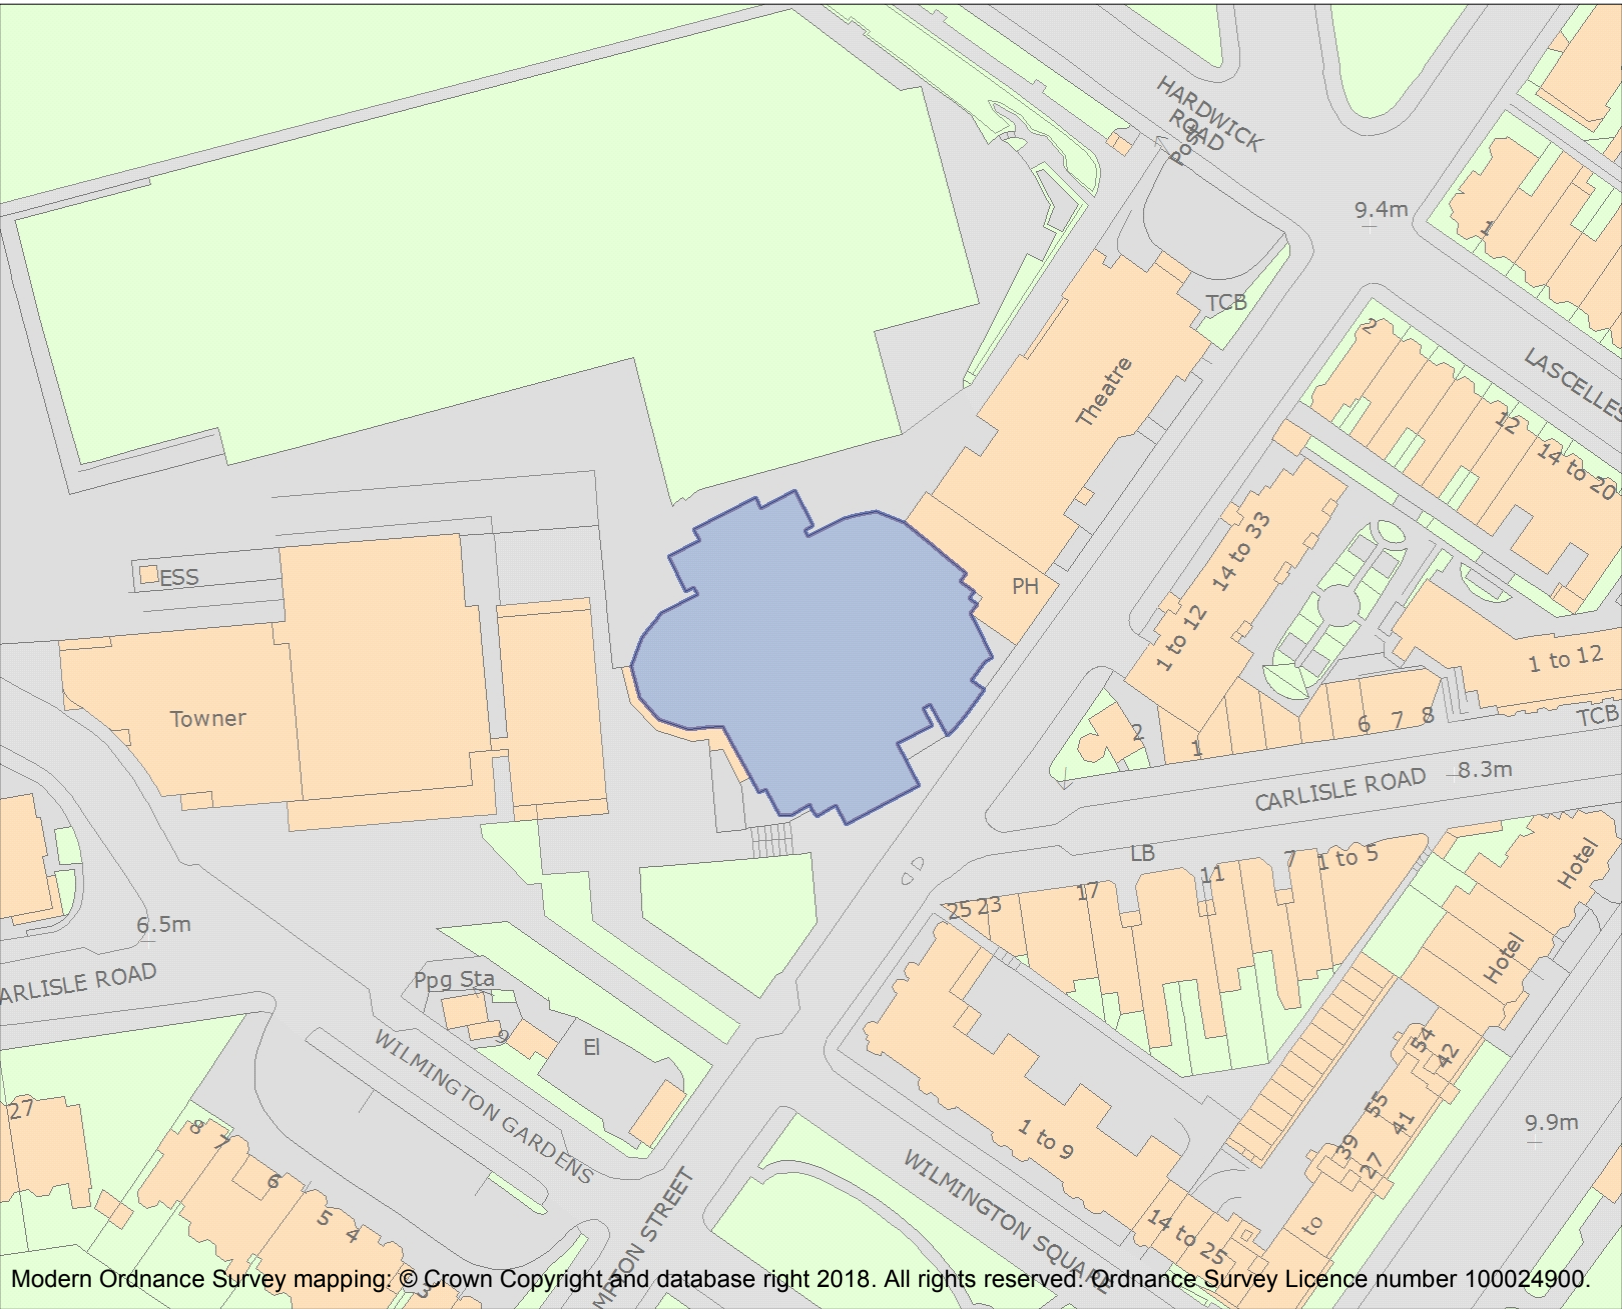 HARDWICK
ROAD
Post
9.4m
1
TCB
2
LASCELLES
12
14 to 20
Theatre
14 to 33
1 to 12
PH
ESS
1 to 12
Towner
2
1
6
7
8
TCB
8.3m
CARLISLE ROAD
LB
7
1 to 5
11
17
25
23
Hotel
Hotel
6.5m
ARLISLE ROAD
Ppg Sta
9
El
WILMINGTON GARDENS
54
42
55
41
39
27
to
9.9m
1 to 9
27
8
7
6
5
4
3
WILMINGTON SQUARE
14 to 25
MPTON STREET
Modern Ordnance Survey mapping: © Crown Copyright and database right 2018. All rights reserved. Ordnance Survey Licence number 100024900.